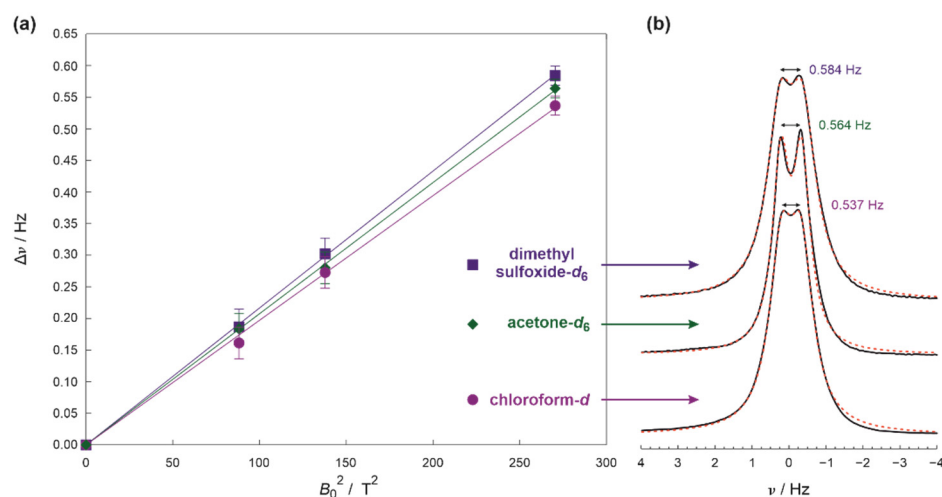 (a)
0.65
0.60
0.55
0.50
0.45
0.40
0.35
0.30
0.25
0.20
0.15
0.10
0.05
0.00
Δν / Hz
0
50
100
150
200
250
300
B₀² / T²
dimethyl
sulfoxide-d₆
acetone-d₆
chloroform-d
(b)
0.584 Hz
0.564 Hz
0.537 Hz
4 3 2 1 0 −1 −2 −3 −4
ν / Hz